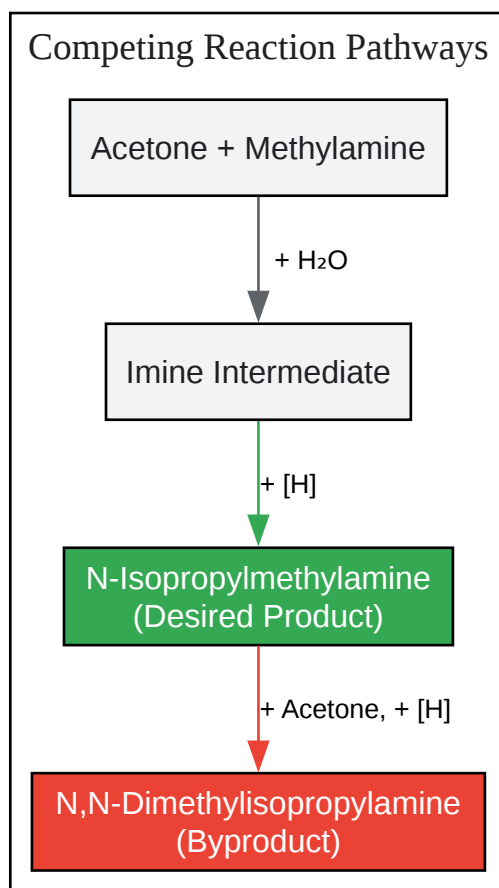 Competing Reaction Pathways
Acetone + Methylamine
+ H₂O
Imine Intermediate
+ [H]
N-Isopropylmethylamine
(Desired Product)
+ Acetone, + [H]
N,N-Dimethylisopropylamine
(Byproduct)